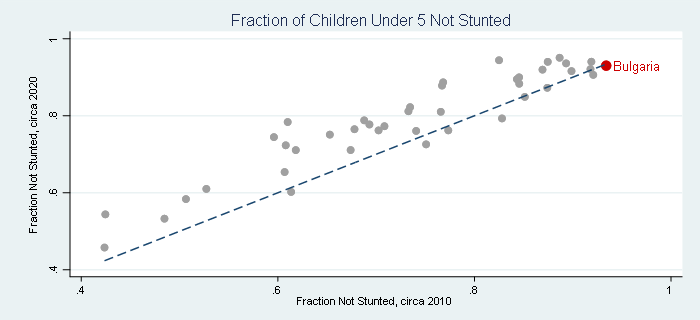 Fraction of Children Under 5 Not Stunted
Fraction Not Stunted, circa 2020
1
.8
.6
.4
Bulgaria
.4 .6 .8 1
Fraction Not Stunted, circa 2010